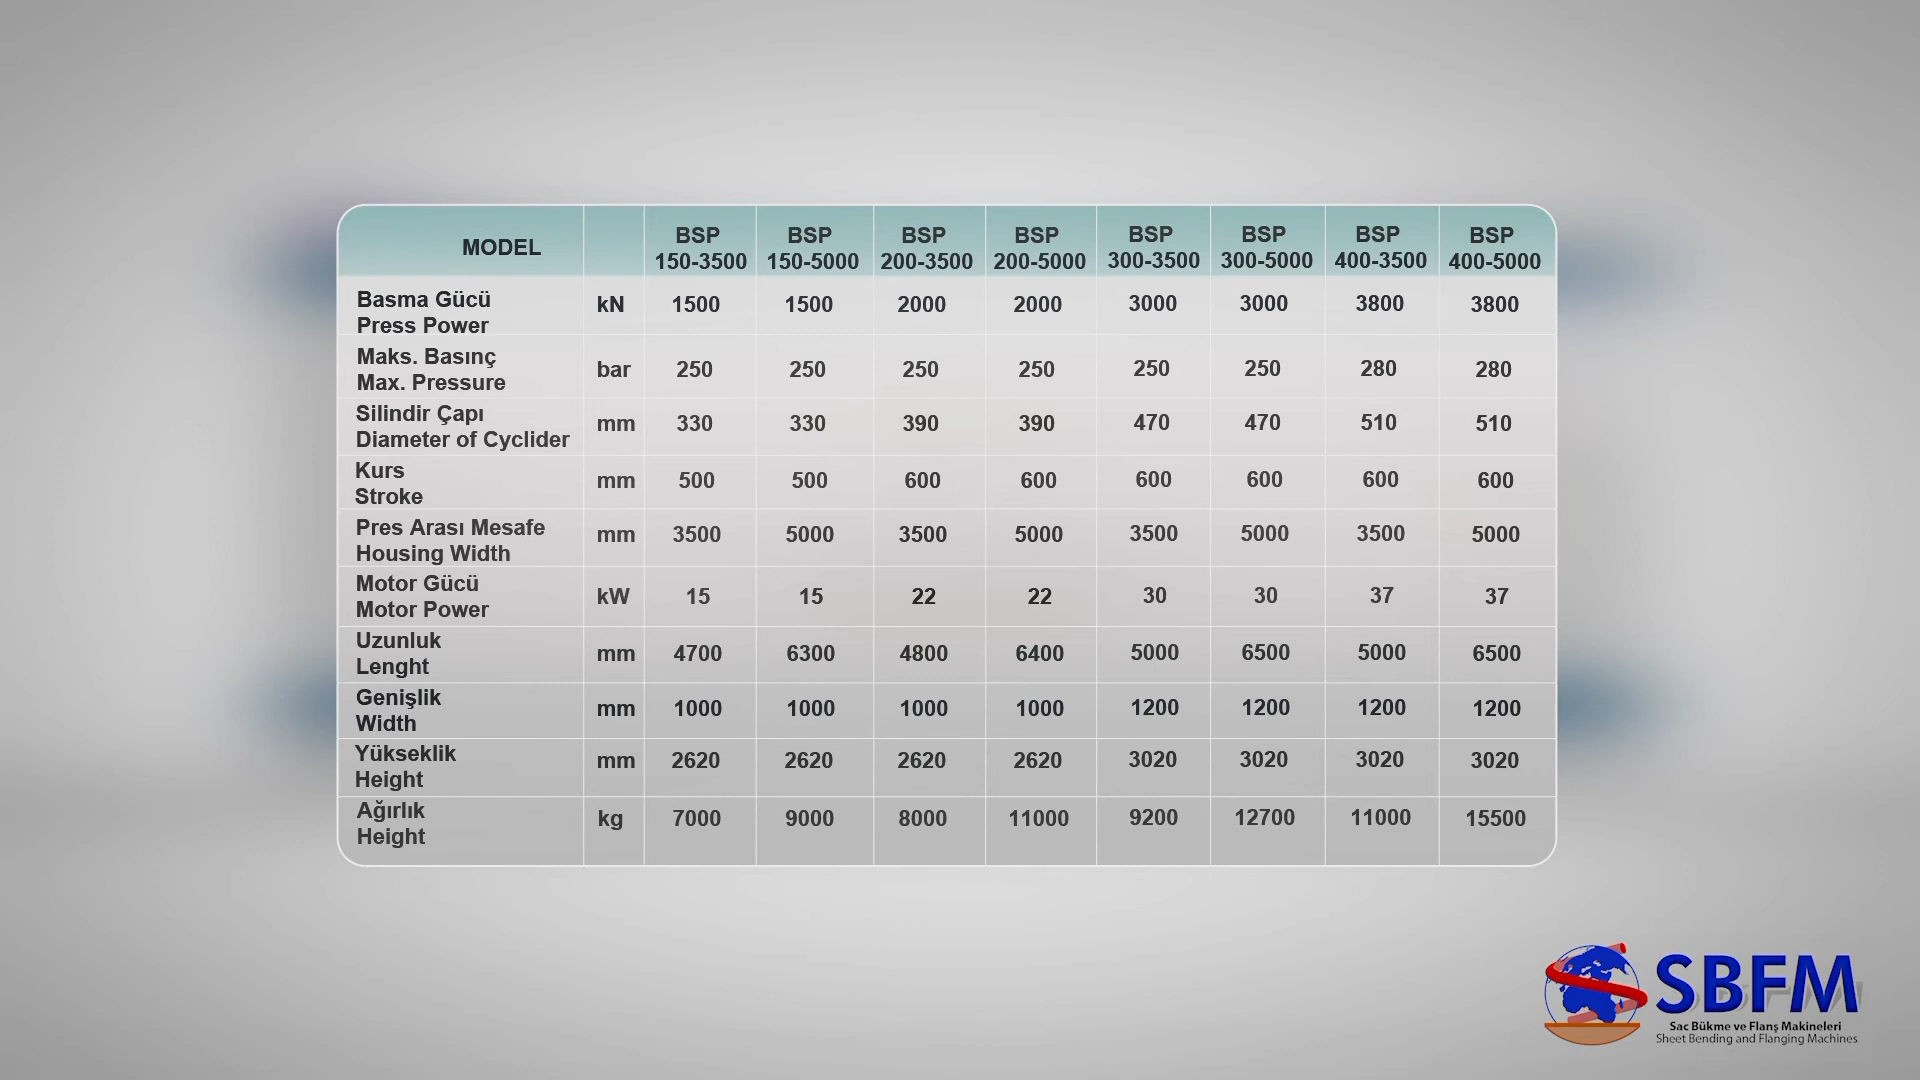 MODEL BSP 150-3500 BSP 150-5000 BSP 200-3500 BSP 200-5000 BSP 300-3500 BSP 300-5000 BSP 400-3500 BSP 400-5000
Basma Gücü
Press Power kN 1500 1500 2000 2000 3000 3000 3800 3800
Maks. Basınç
Max. Pressure bar 250 250 250 250 250 250 280 280
Silindir Çapı
Diameter of Cyclider mm 330 330 390 390 470 470 510 510
Kurs
Stroke mm 500 500 600 600 600 600 600 600
Pres Arası Mesafe
Housing Width mm 3500 5000 3500 5000 3500 5000 3500 5000
Motor Gücü
Motor Power kW 15 15 22 22 30 30 37 37
Uzunluk
Lenght mm 4700 6300 4800 6400 5000 6500 5000 6500
Genişlik
Width mm 1000 1000 1000 1000 1200 1200 1200 1200
Yükseklik
Height mm 2620 2620 2620 2620 3020 3020 3020 3020
Ağırlık
Height kg 7000 9000 8000 11000 9200 12700 11000 15500
SBFM
Sac Bükme ve Flanş Makineleri
Sheet Bending and Flanging Machines